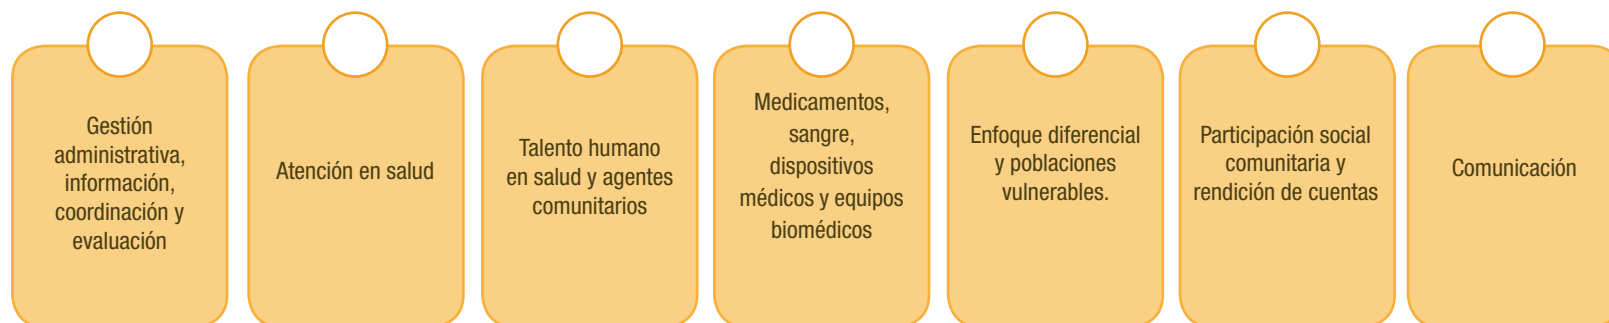 Gestión
administrativa,
información,
coordinación y
evaluación
Atención en salud
Talento humano
en salud y agentes
comunitarios
Medicamentos,
sangre,
dispositivos
médicos y equipos
biomédicos
Enfoque diferencial
y poblaciones
vulnerables.
Participación social
comunitaria y
rendición de cuentas
Comunicación